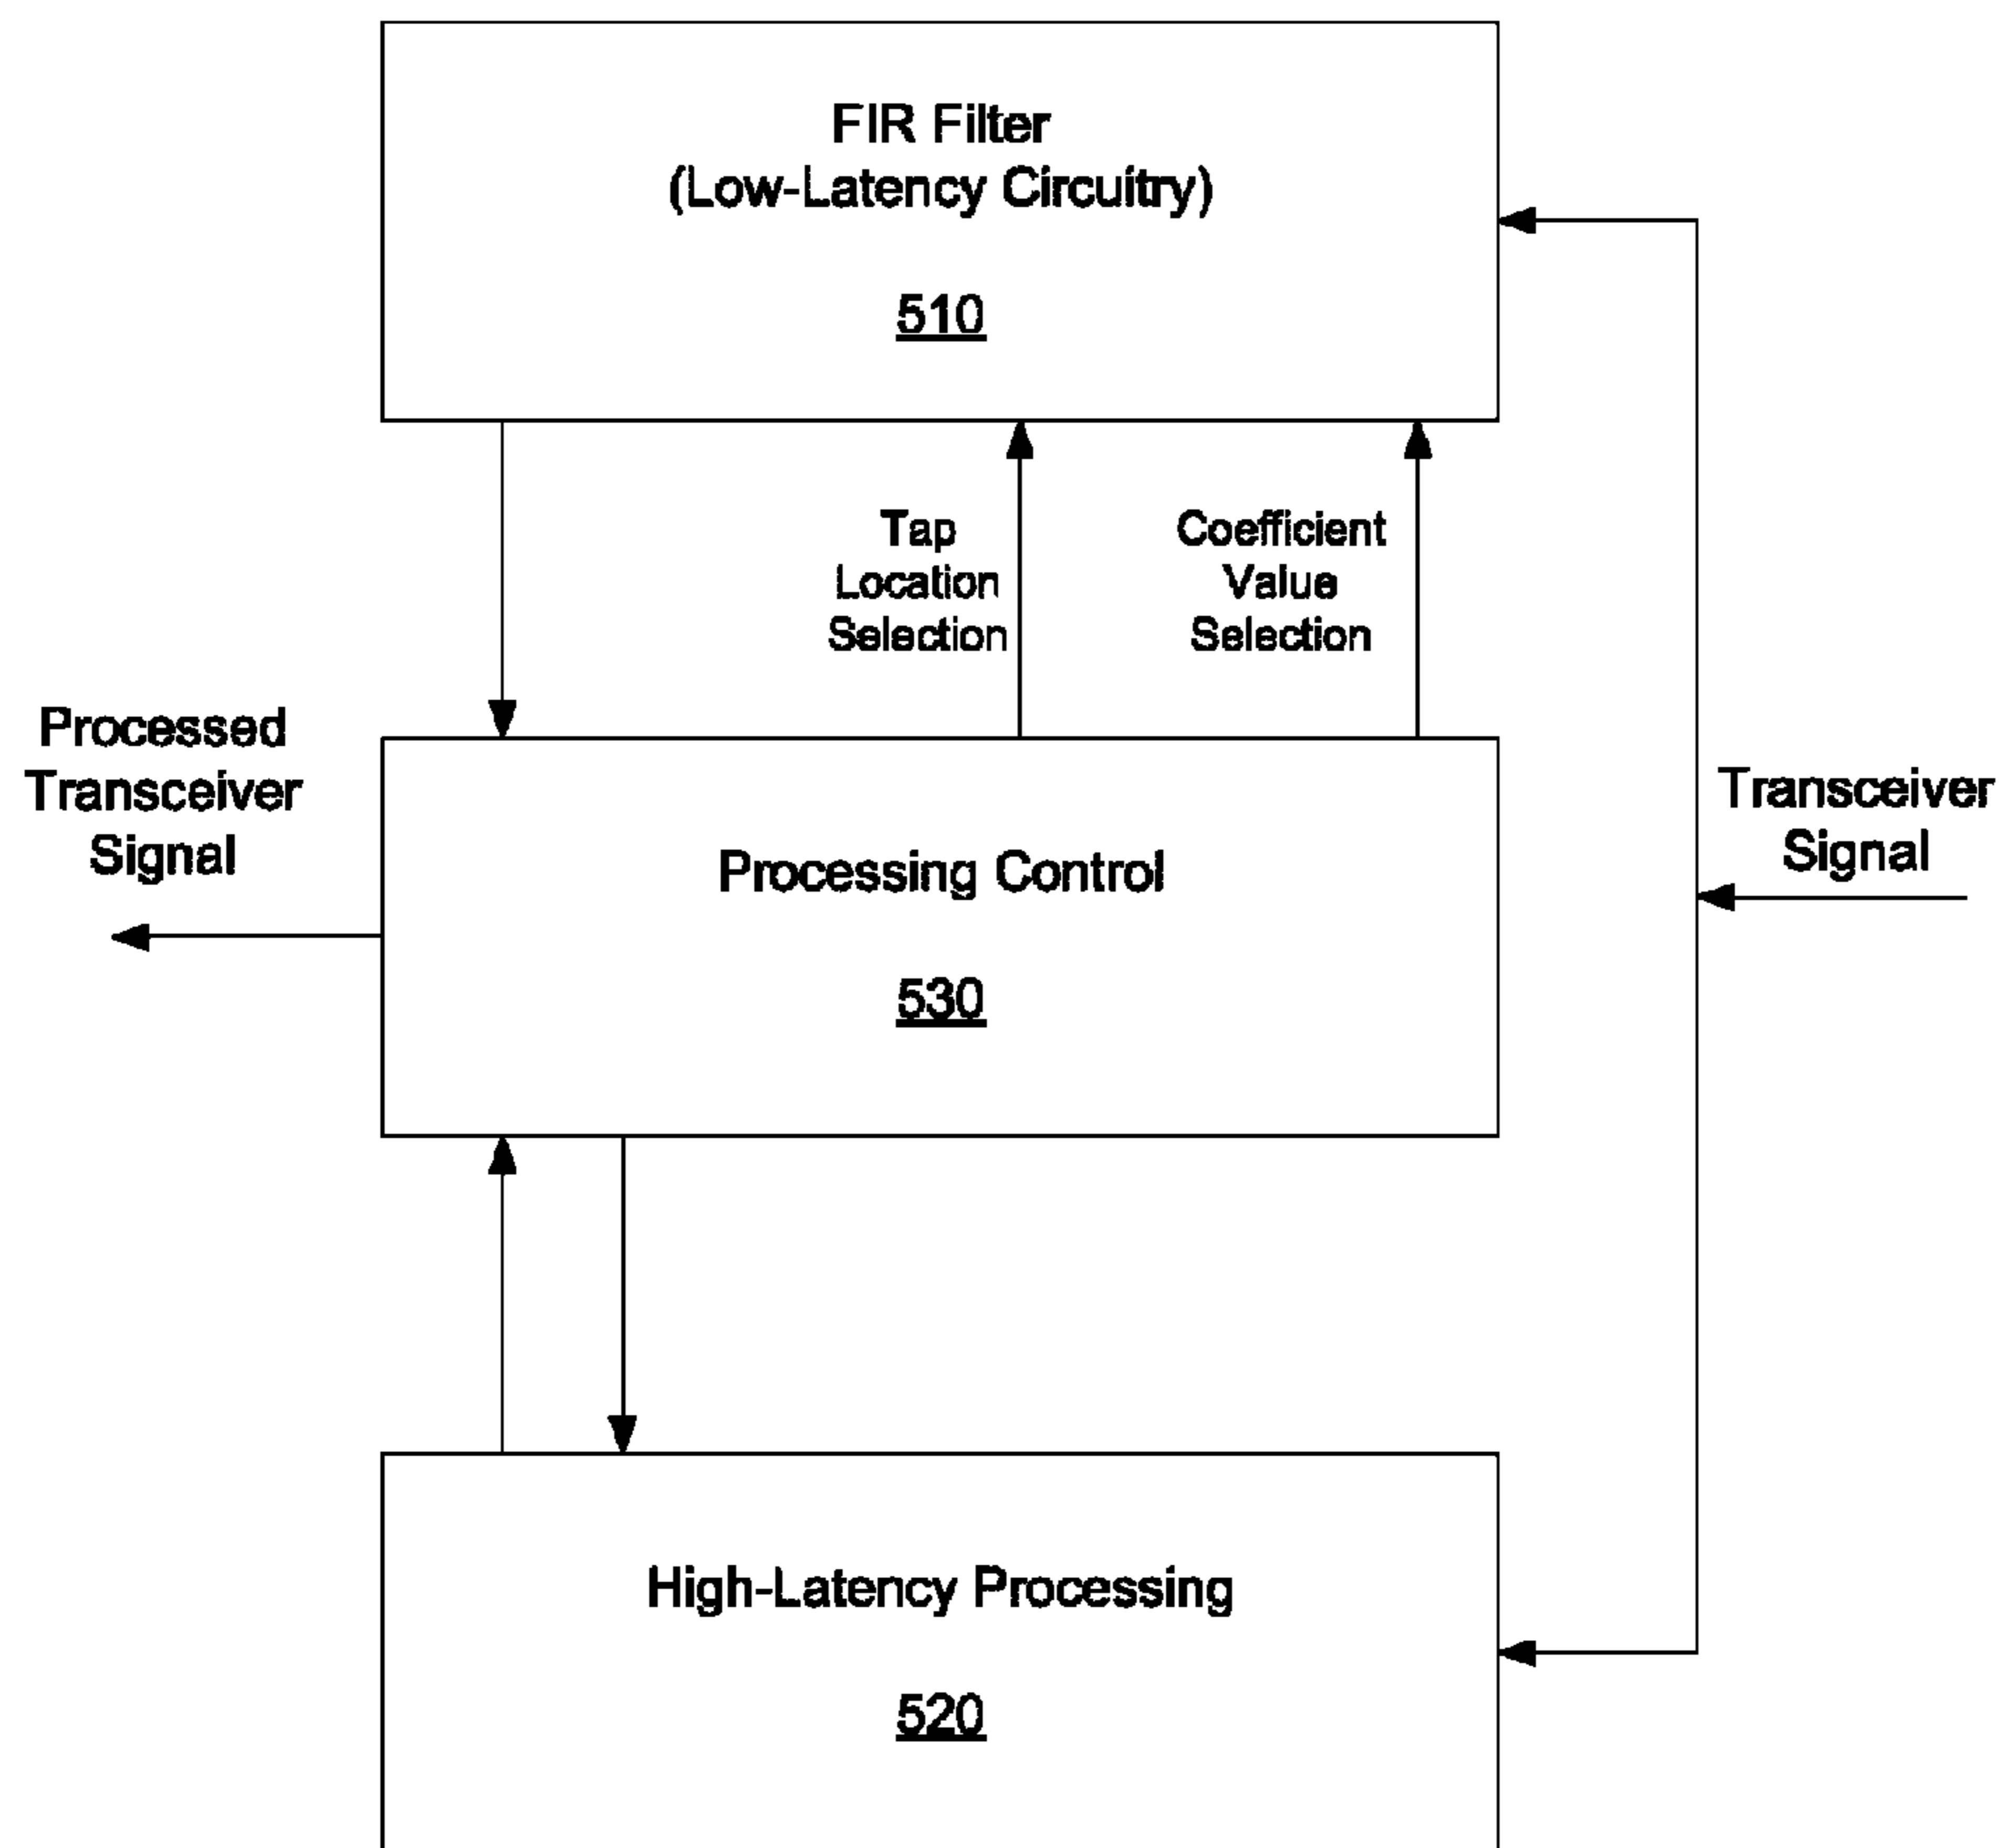 FIR Filter
(Low-Latency Circuitry)
510
Tap
Location
Selection
Coefficient
Value
Selection
Processed
Transceiver
Signal
Processing Control
530
Transceiver
Signal
High-Latency Processing
520